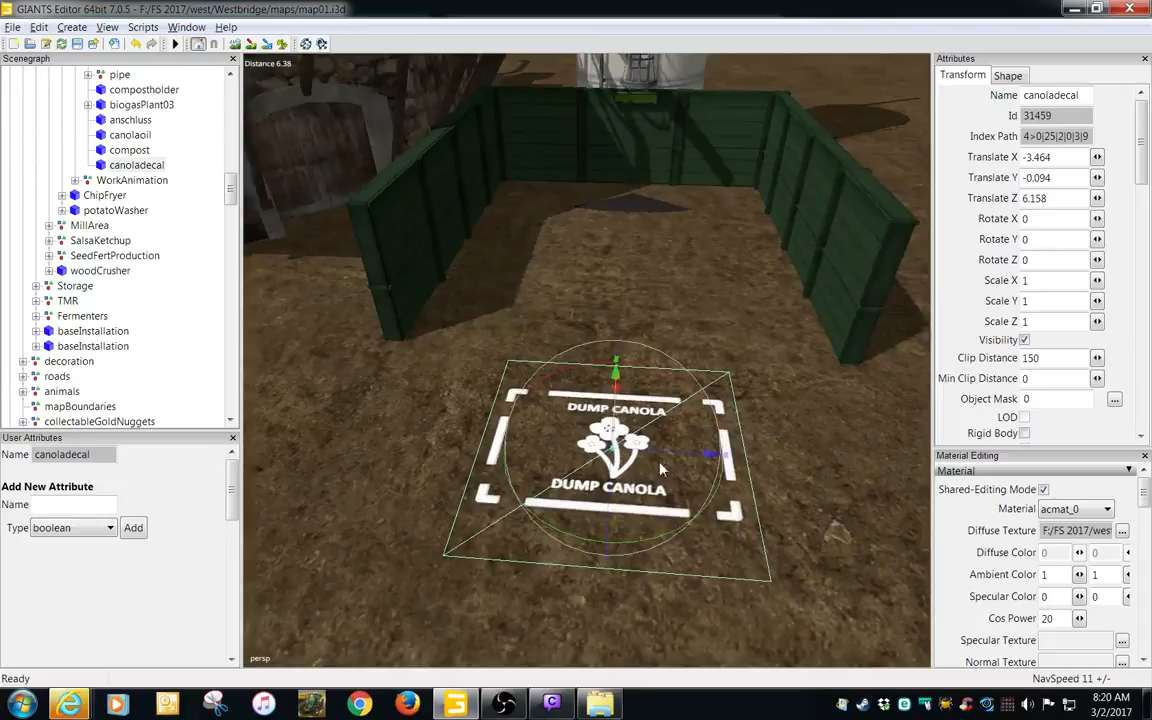 GIANTS Editor 64bit 7.0.5 - F:/FS 2017/west/Westbridge/maps/map01.i3d
File Edit Create View Scripts Window Help
Scenegraph
pipe
compostholder
biogasPlant03
anschluss
canolaoil
compost
canoladecal
WorkAnimation
ChipFryer
potatoWasher
MillArea
SalsaKetchup
SeedFertProduction
woodCrusher
Storage
TMR
Fermenters
baseInstallation
baseInstallation
decoration
roads
animals
mapBoundaries
collectableGoldNuggets
User Attributes
Name canoladecal
Add New Attribute
Name
Type boolean Add
Distance 6.38
DUMP CANOLA
DUMP CANOLA
persp
Attributes
Transform Shape
Name canoladecal
Id 31459
Index Path 4>0|25|2|0|3|9
Translate X -3.464
Translate Y -0.094
Translate Z 6.158
Rotate X 0
Rotate Y 0
Rotate Z 0
Scale X 1
Scale Y 1
Scale Z 1
Visibility
Clip Distance 150
Min Clip Distance 0
Object Mask 0 ...
LOD
Rigid Body
Material Editing
Material
Shared-Editing Mode
Material acmat_0
Diffuse Texture F:/FS 2017/west ...
Diffuse Color 0 0
Ambient Color 1 1
Specular Color 0 0
Cos Power 20
Specular Texture ...
Normal Texture ...
Ready
NavSpeed 11 +/-
8:20 AM
3/2/2017